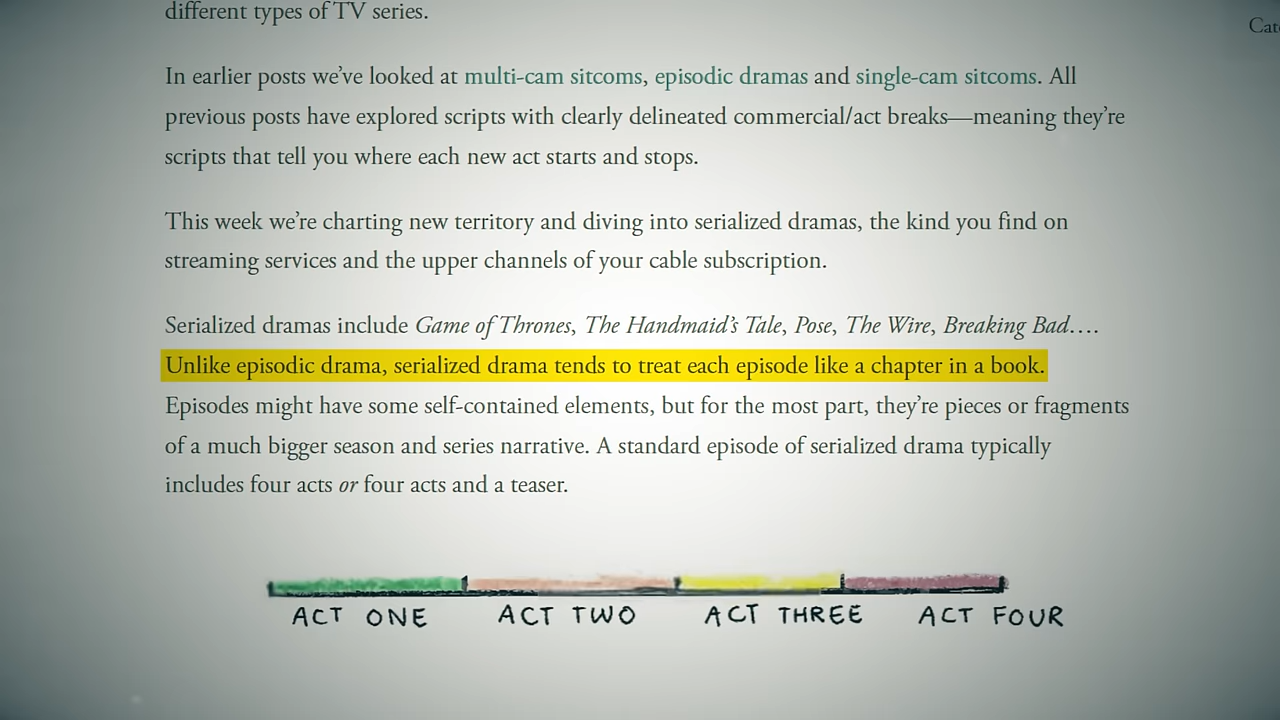 different types of TV series.
Cat
In earlier posts we’ve looked at multi-cam sitcoms, episodic dramas and single-cam sitcoms. All
previous posts have explored scripts with clearly delineated commercial/act breaks—meaning they’re
scripts that tell you where each new act starts and stops.
This week we’re charting new territory and diving into serialized dramas, the kind you find on
streaming services and the upper channels of your cable subscription.
Serialized dramas include Game of Thrones, The Handmaid’s Tale, Pose, The Wire, Breaking Bad….
Unlike episodic drama, serialized drama tends to treat each episode like a chapter in a book.
Episodes might have some self-contained elements, but for the most part, they’re pieces or fragments
of a much bigger season and series narrative. A standard episode of serialized drama typically
includes four acts or four acts and a teaser.
ACT ONE ACT TWO ACT THREE ACT FOUR